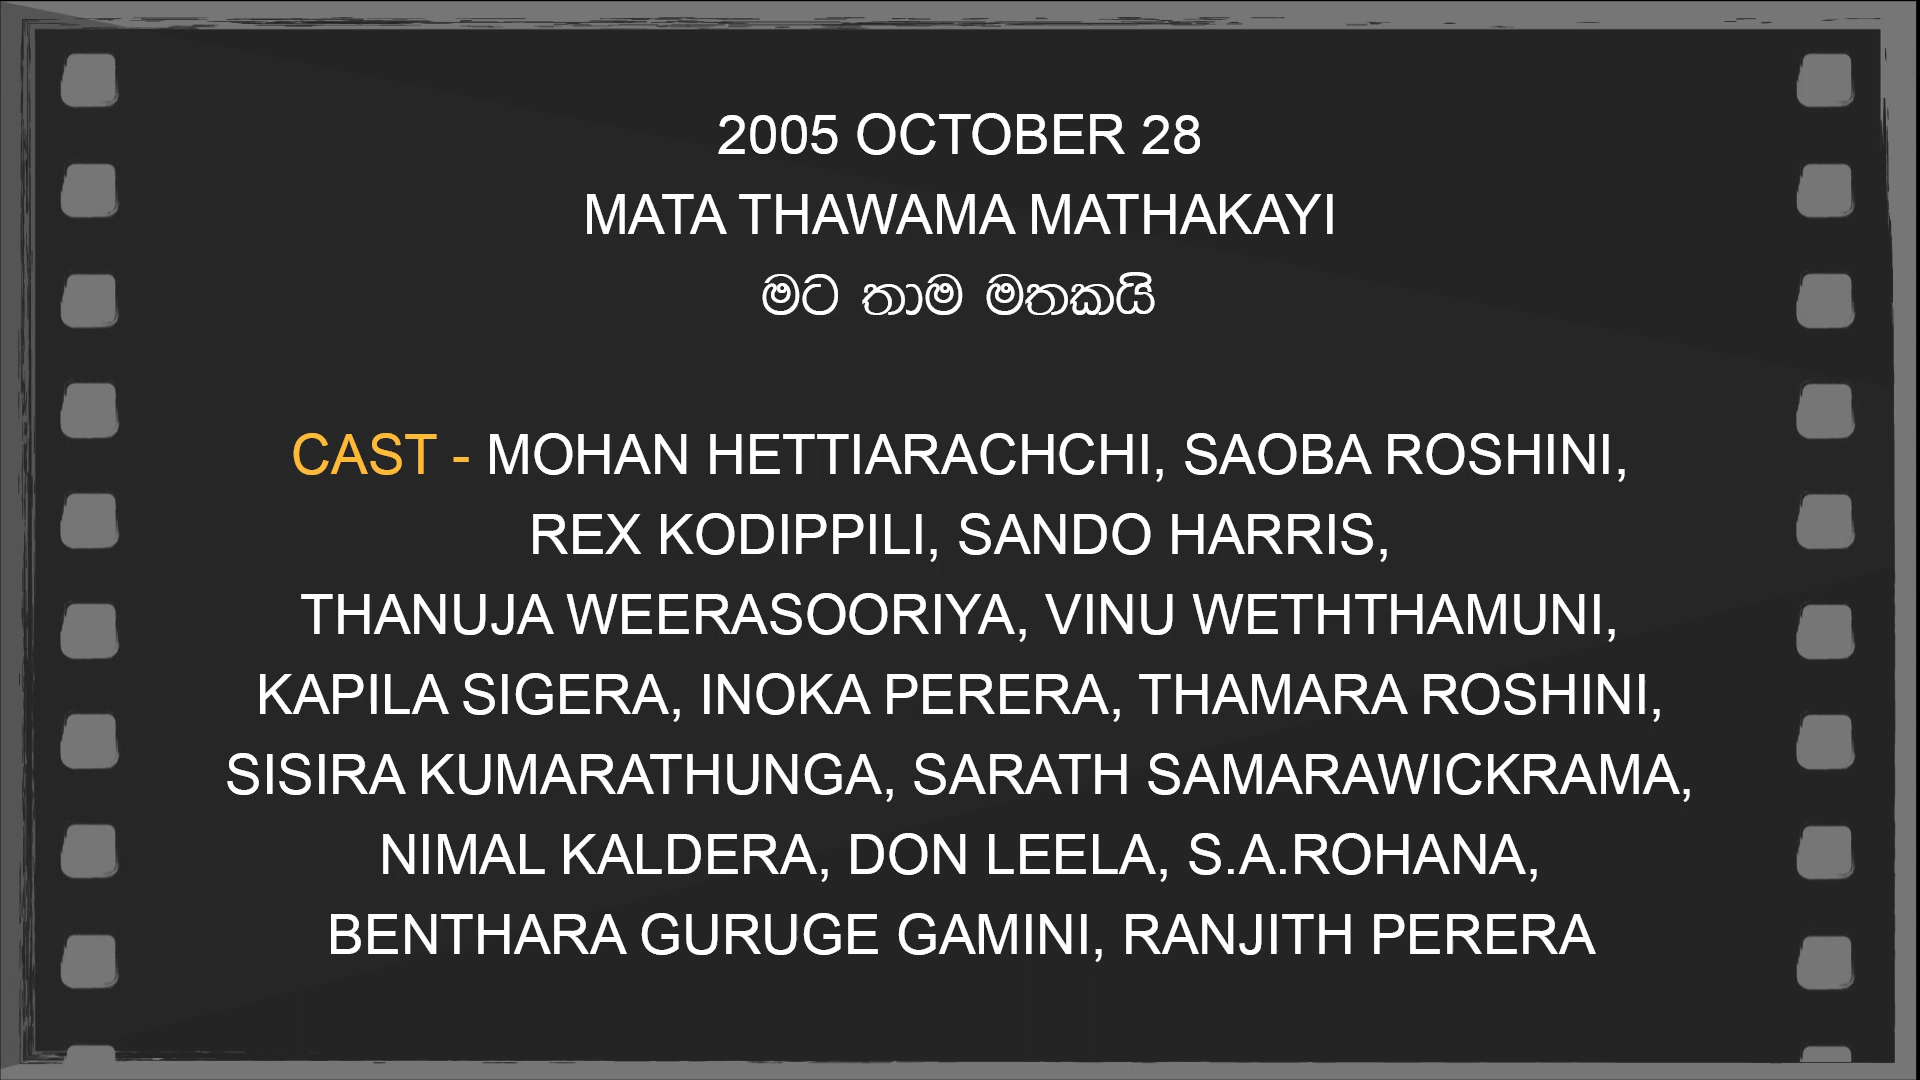 2005 OCTOBER 28
MATA THAWAMA MATHAKAYI
මට තාම මතකයි
CAST - MOHAN HETTIARACHCHI, SAOBA ROSHINI,
REX KODIPPILI, SANDO HARRIS,
THANUJA WEERASOORIYA, VINU WETHTHAMUNI,
KAPILA SIGERA, INOKA PERERA, THAMARA ROSHINI,
SISIRA KUMARATHUNGA, SARATH SAMARAWICKRAMA,
NIMAL KALDERA, DON LEELA, S.A.ROHANA,
BENTHARA GURUGE GAMINI, RANJITH PERERA